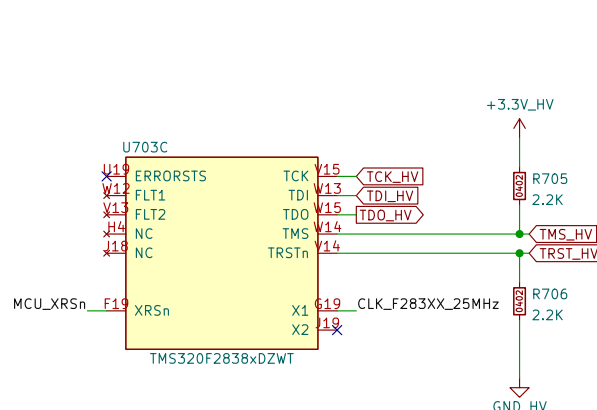 +3.3V_HV
U703C
U19 ERRORSTS TCK V15 TCK_HV
R705
0402
2.2K
W12 FLT1 TDI W13 TDI_HV
V13 FLT2 TDO W15 TDO_HV
H4 NC TMS W14 TMS_HV
J18 NC TRSTn V14 TRST_HV
R706
0402
2.2K
MCU_XRSn F19 XRSn X1 G19 CLK_F283XX_25MHz
X2 J19
TMS320F2838xDZWT
GND_HV